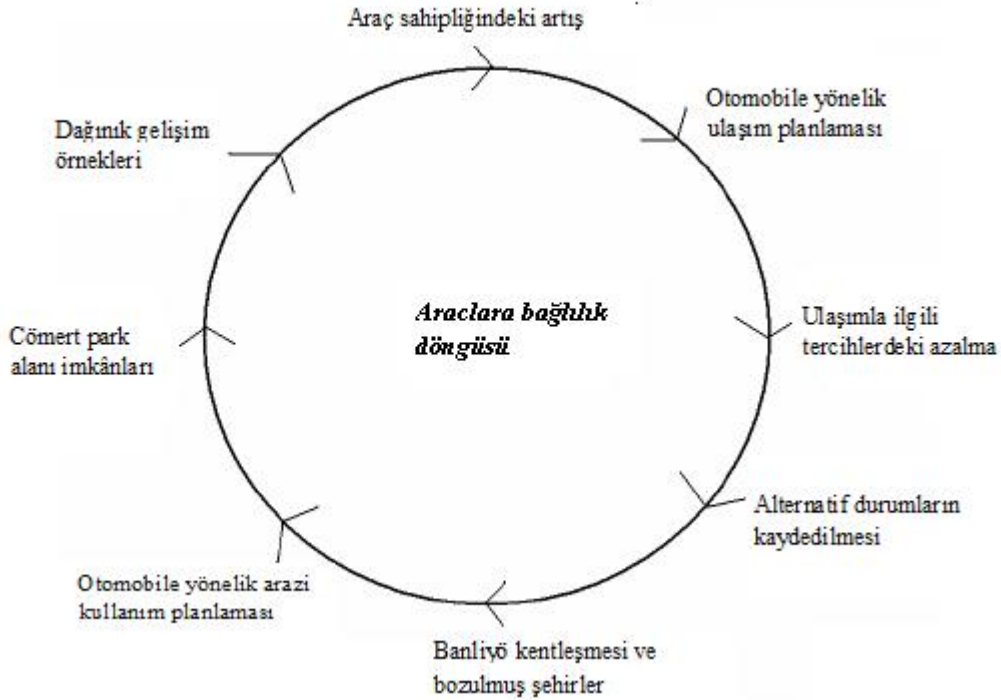 Araç sahipliğindeki artış
Otomobile yönelik
ulaşım planlaması
Ulaşımla ilgili
tercihlerdeki azalma
Alternatif durumların
kaydedilmesi
Banliyö kentleşmesi ve
bozulmuş şehirler
Otomobile yönelik arazi
kullanım planlaması
Cömert park
alanı imkânları
Dağınık gelişim
örnekleri
Araclara bağlılık
döngüsü